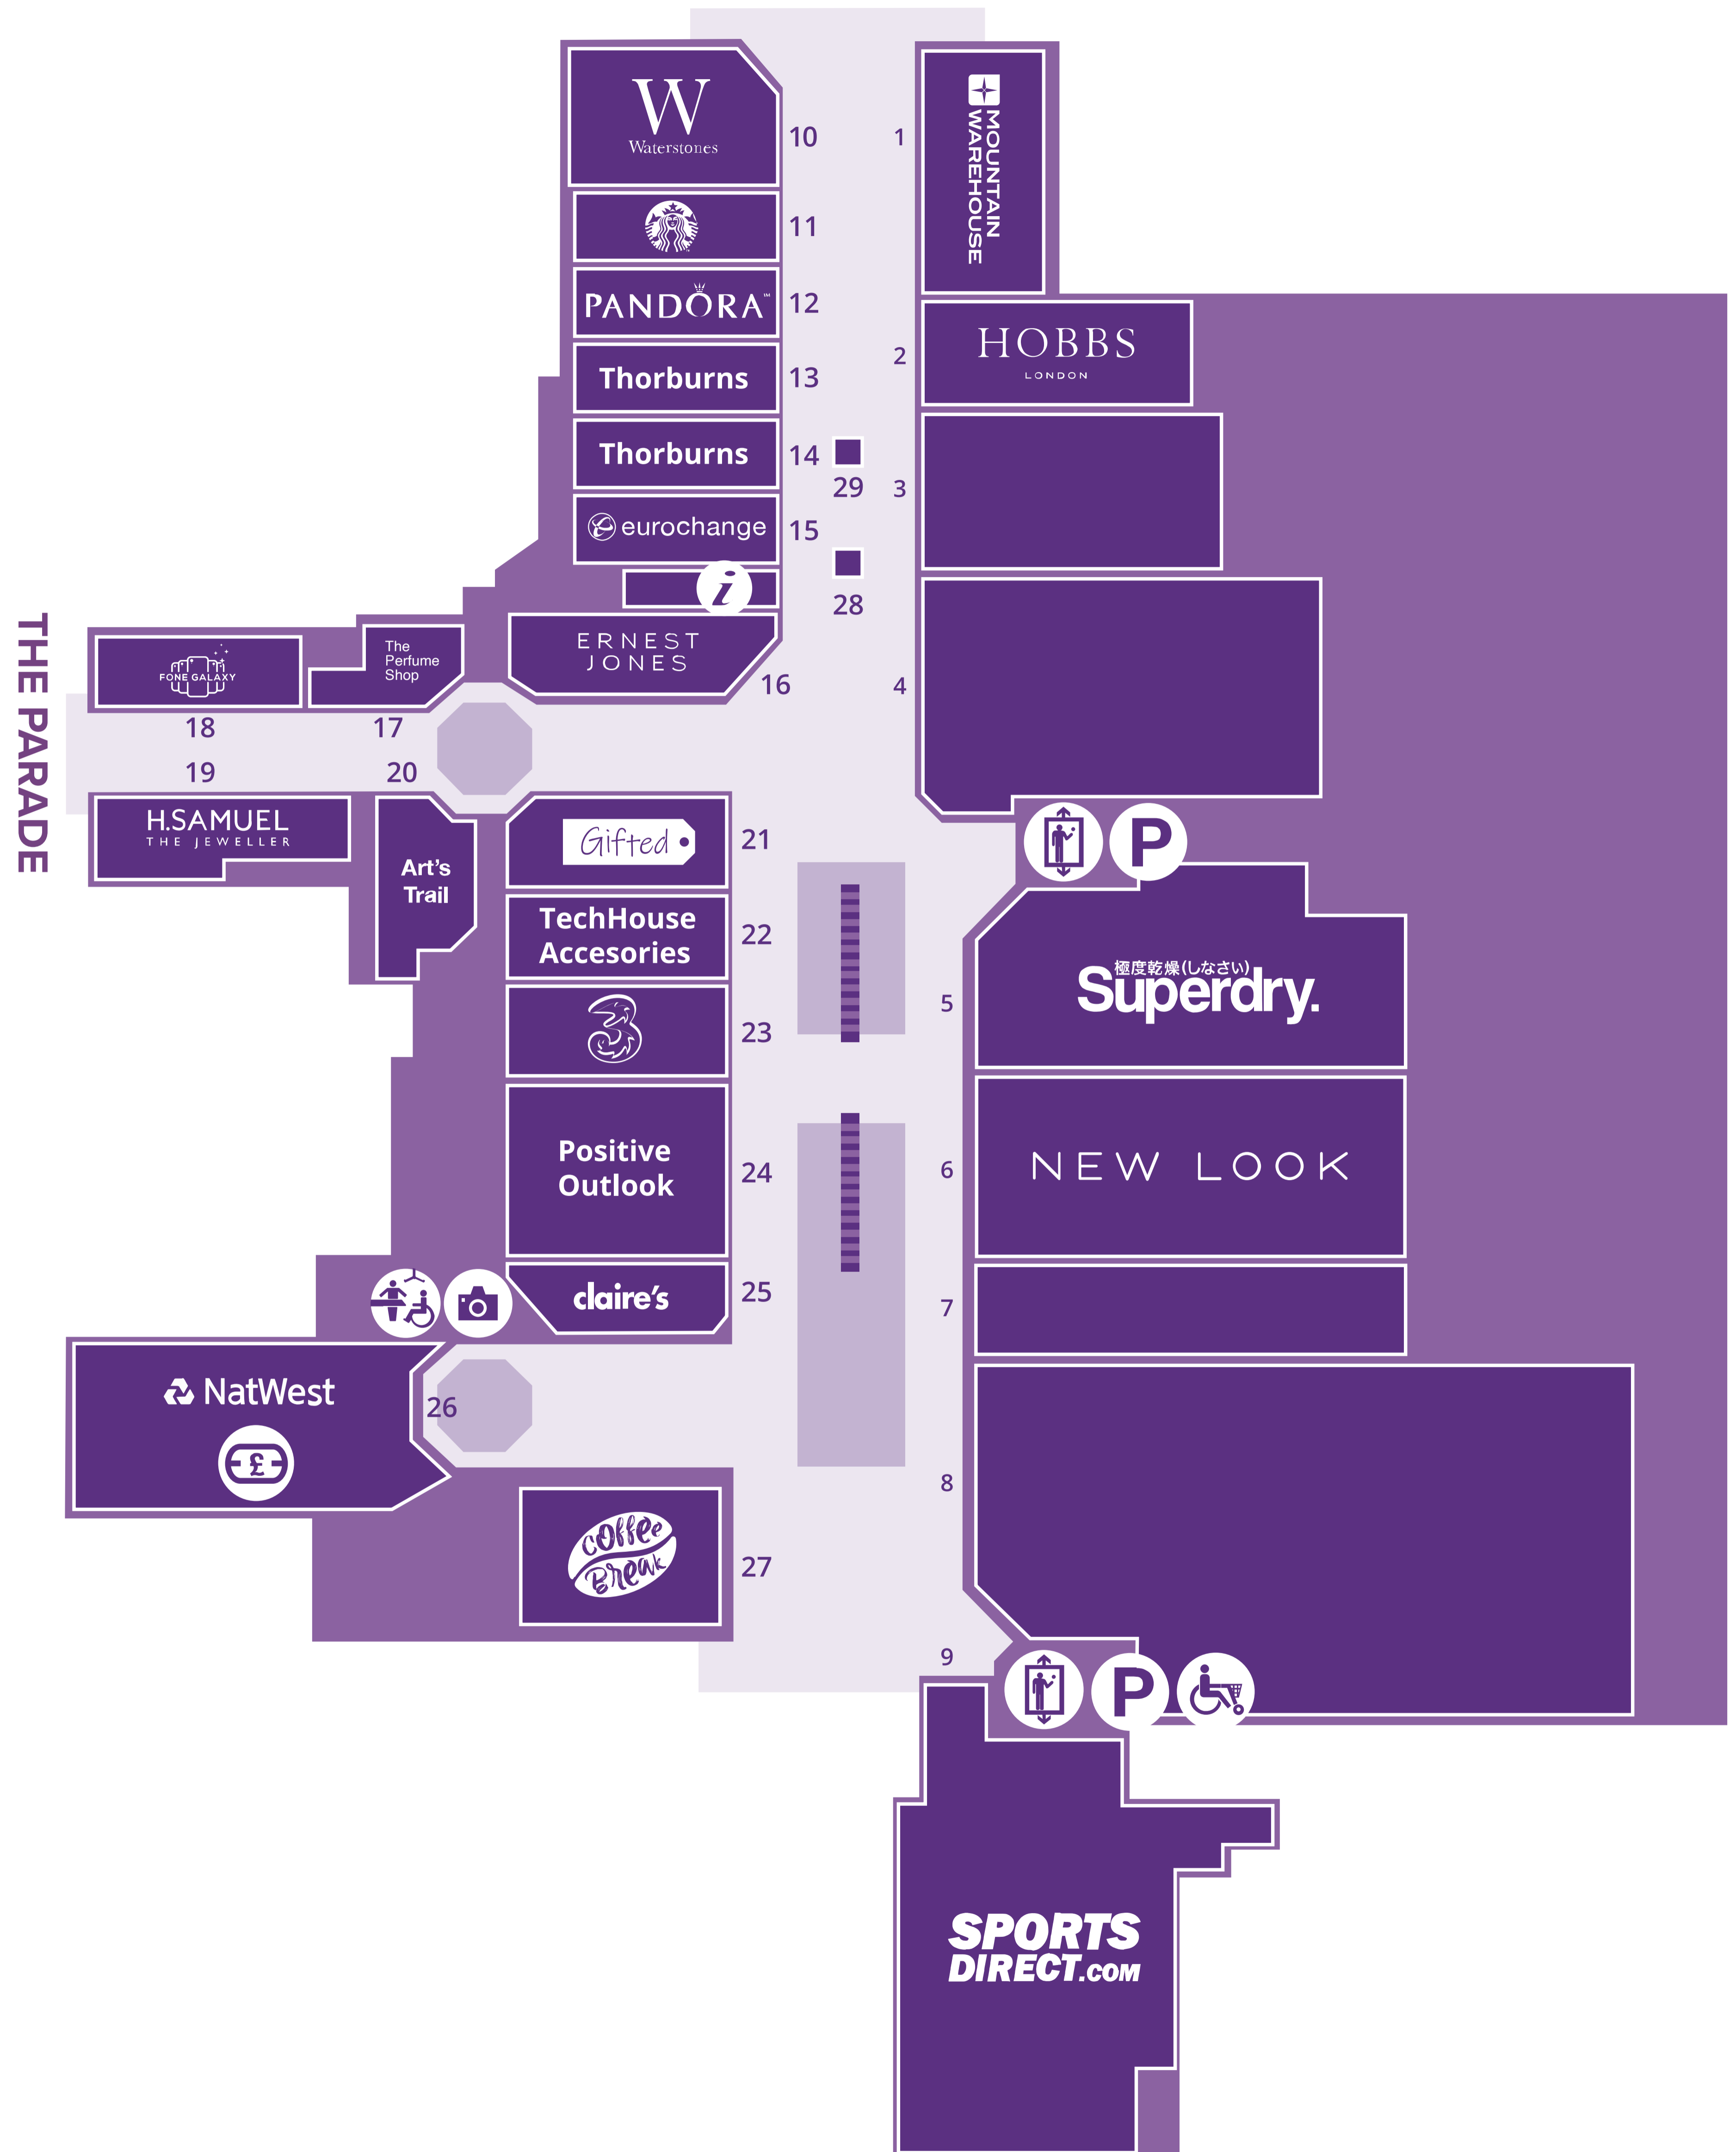 W
Waterstones
10
1
MOUNTAIN
WAREHOUSE
11
PANDORA™
12
HOBBS
LONDON
2
Thorburns
13
Thorburns
14
29
3
eurochange
15
i
28
ERNEST
JONES
16
4
THE PARADE
FONE GALAXY
18
The
Perfume
Shop
17
19
20
H.SAMUEL
THE JEWELLER
Art's
Trail
Gifted
21
P
TechHouse
Accesories
22
極度乾燥(しなさい)
Superdry.
5
3
23
Positive
Outlook
24
6
NEW LOOK
claire's
25
7
NatWest
£
26
8
coffee
Break
27
9
P
SPORTS
DIRECT.COM